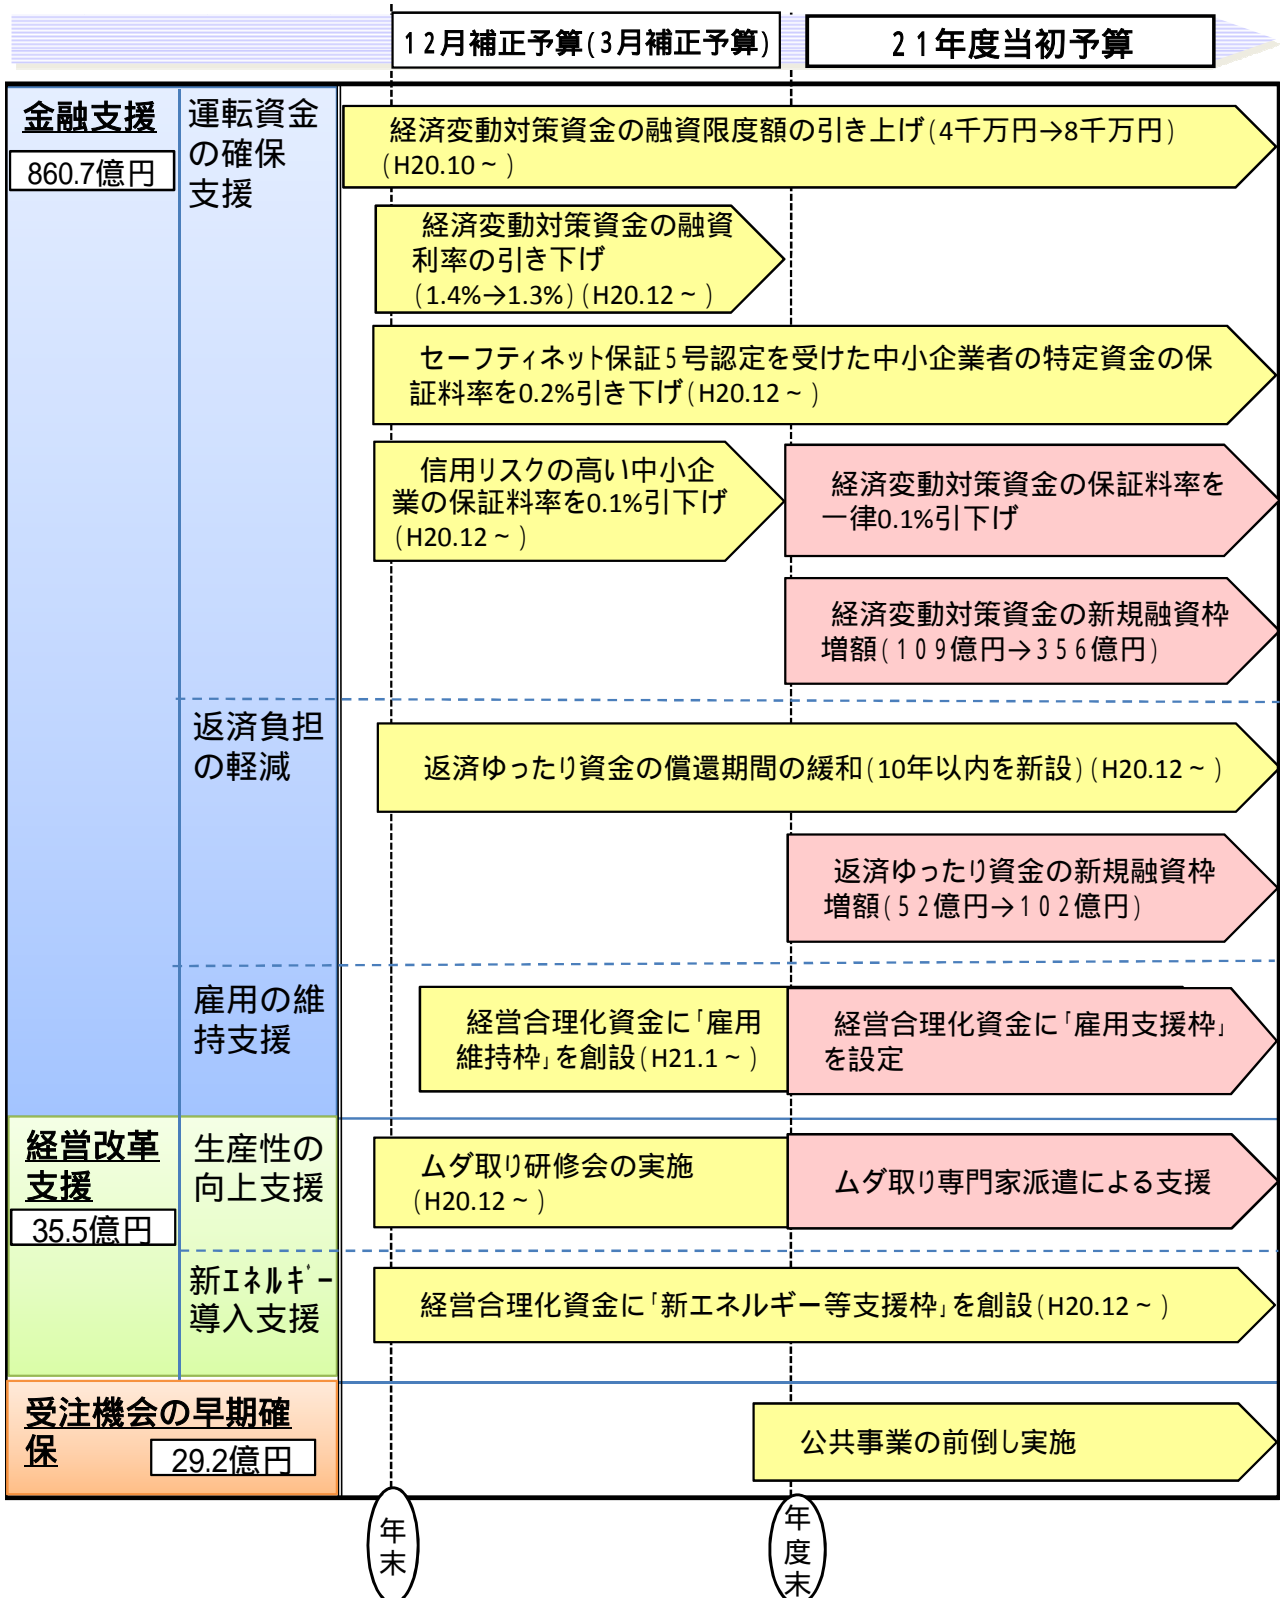 12月補正予算(3月補正予算)
21年度当初予算
金融支援
860.7億円
運転資金
の確保
支援
経済変動対策資金の融資限度額の引き上げ(4千万円→8千万円)
(H20.10~)
経済変動対策資金の融資
利率の引き下げ
(1.4%→1.3%)(H20.12~)
セーフティネット保証5号認定を受けた中小企業者の特定資金の保
証料率を0.2%引き下げ(H20.12~)
信用リスクの高い中小企
業の保証料率を0.1%引下げ
(H20.12~)
経済変動対策資金の保証料率を
一律0.1%引下げ
経済変動対策資金の新規融資枠
増額(109億円→356億円)
返済負担
の軽減
返済ゆったり資金の償還期間の緩和(10年以内を新設)(H20.12~)
返済ゆったり資金の新規融資枠
増額(52億円→102億円)
雇用の維
持支援
経営合理化資金に「雇用
維持枠」を創設(H21.1~)
経営合理化資金に「雇用支援枠」
を設定
経営改革
支援
35.5億円
生産性の
向上支援
ムダ取り研修会の実施
(H20.12~)
ムダ取り専門家派遣による支援
新エネルギー
導入支援
経営合理化資金に「新エネルギー等支援枠」を創設(H20.12~)
受注機会の早期確
保
29.2億円
公共事業の前倒し実施
年
末
年
度
末